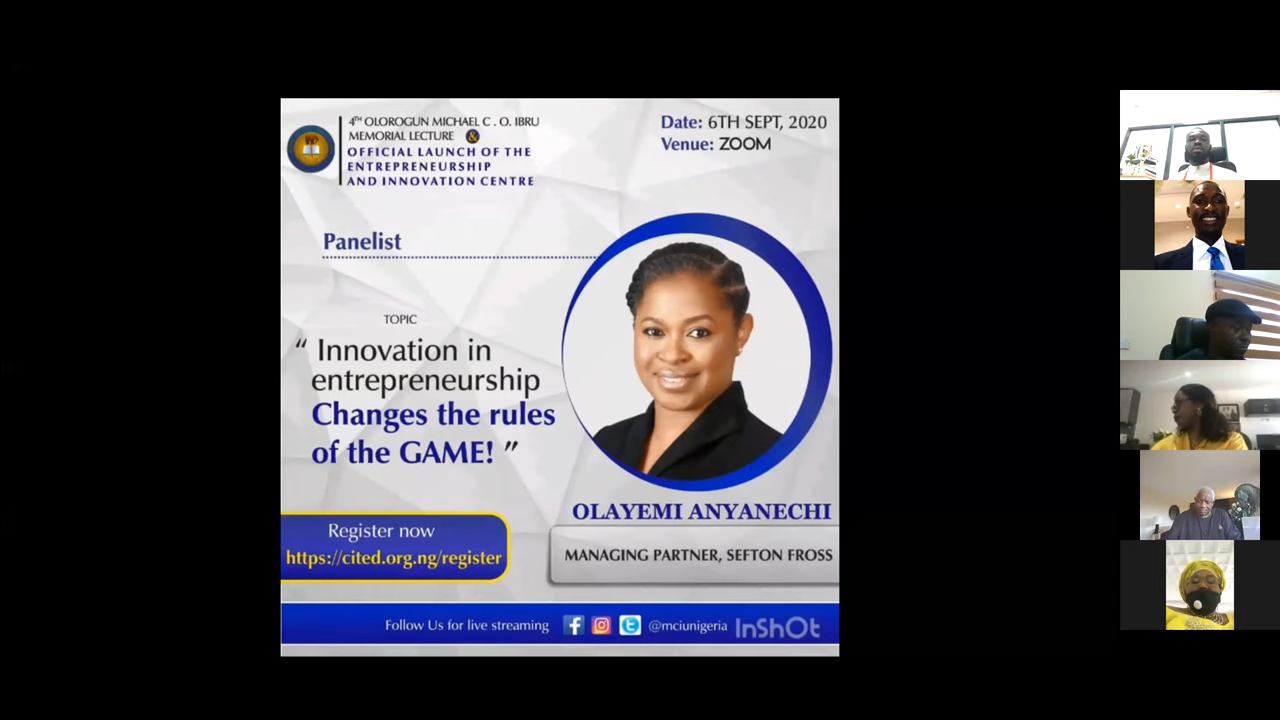 4TH OLOROGUN MICHAEL C . O. IBRU
MEMORIAL LECTURE &
OFFICIAL LAUNCH OF THE
ENTREPRENEURSHIP
AND INNOVATION CENTRE
Date: 6TH SEPT, 2020
Venue: ZOOM
Panelist
TOPIC
“ Innovation in
entrepreneurship
Changes the rules
of the GAME! ”
OLAYEMI ANYANECHI
MANAGING PARTNER, SEFTON FROSS
Register now
https://cited.org.ng/register
Follow Us for live streaming @mciunigeria InShOt